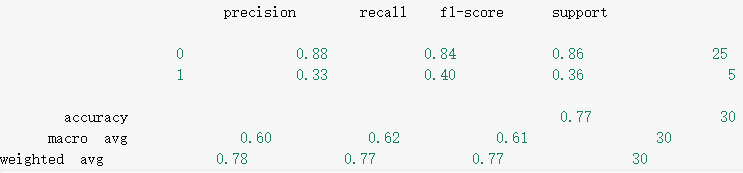 precision recall f1-score support
0 0.88 0.84 0.86 25
1 0.33 0.40 0.36 5
accuracy 0.77 30
macro avg 0.60 0.62 0.61 30
weighted avg 0.78 0.77 0.77 30